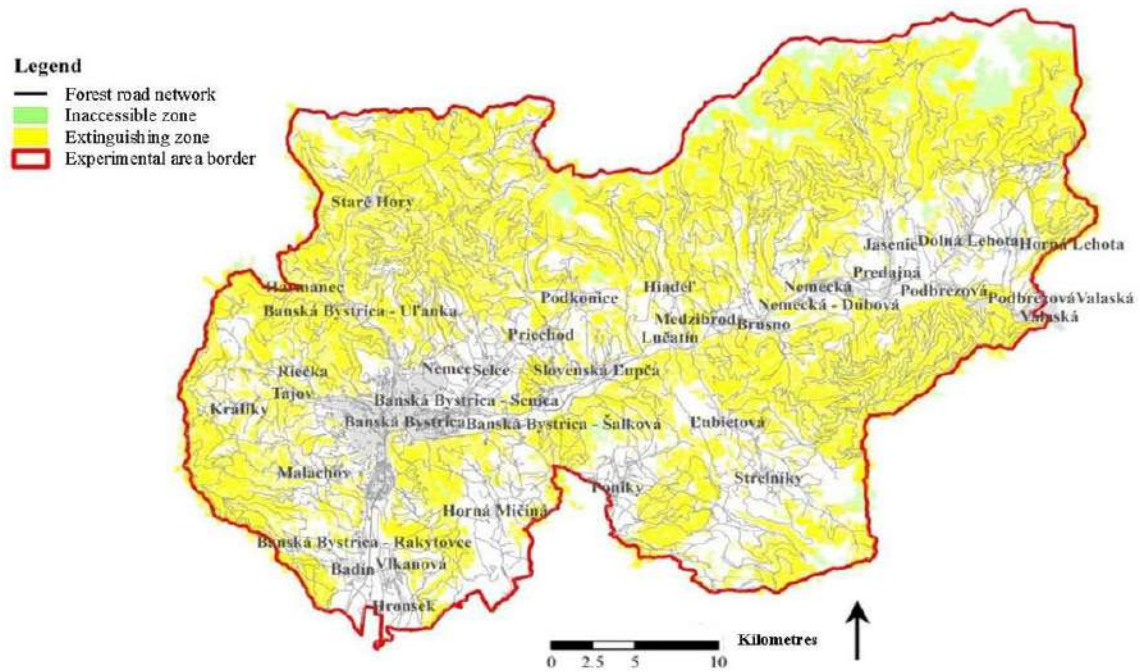 Legend
Forest road network
Inaccessible zone
Extinguishing zone
Experimental area border
Staré Hory
Jasenie
Dolná Lehota
Horná Lehota
Predajná
Harmanec
Podkonice
Hiadeľ
Nemecká
Podbrezová
Podbrezová
Valaská
Nemecká - Dubová
Banská Bystrica - Uľanka
Medzibrod
Brusno
Valaská
Priechod
Lučatín
Riečka
Nemce
Selce
Slovenská Ľupča
Tajov
Králiky
Banská Bystrica - Senica
Banská Bystrica
Banská Bystrica - Šalková
Ľubietová
Malachov
Strelníky
Poniky
Horná Mičiná
Banská Bystrica - Rakytovce
Badín
Vlkanová
Hronsek
Kilometres
0 2.5 5 10